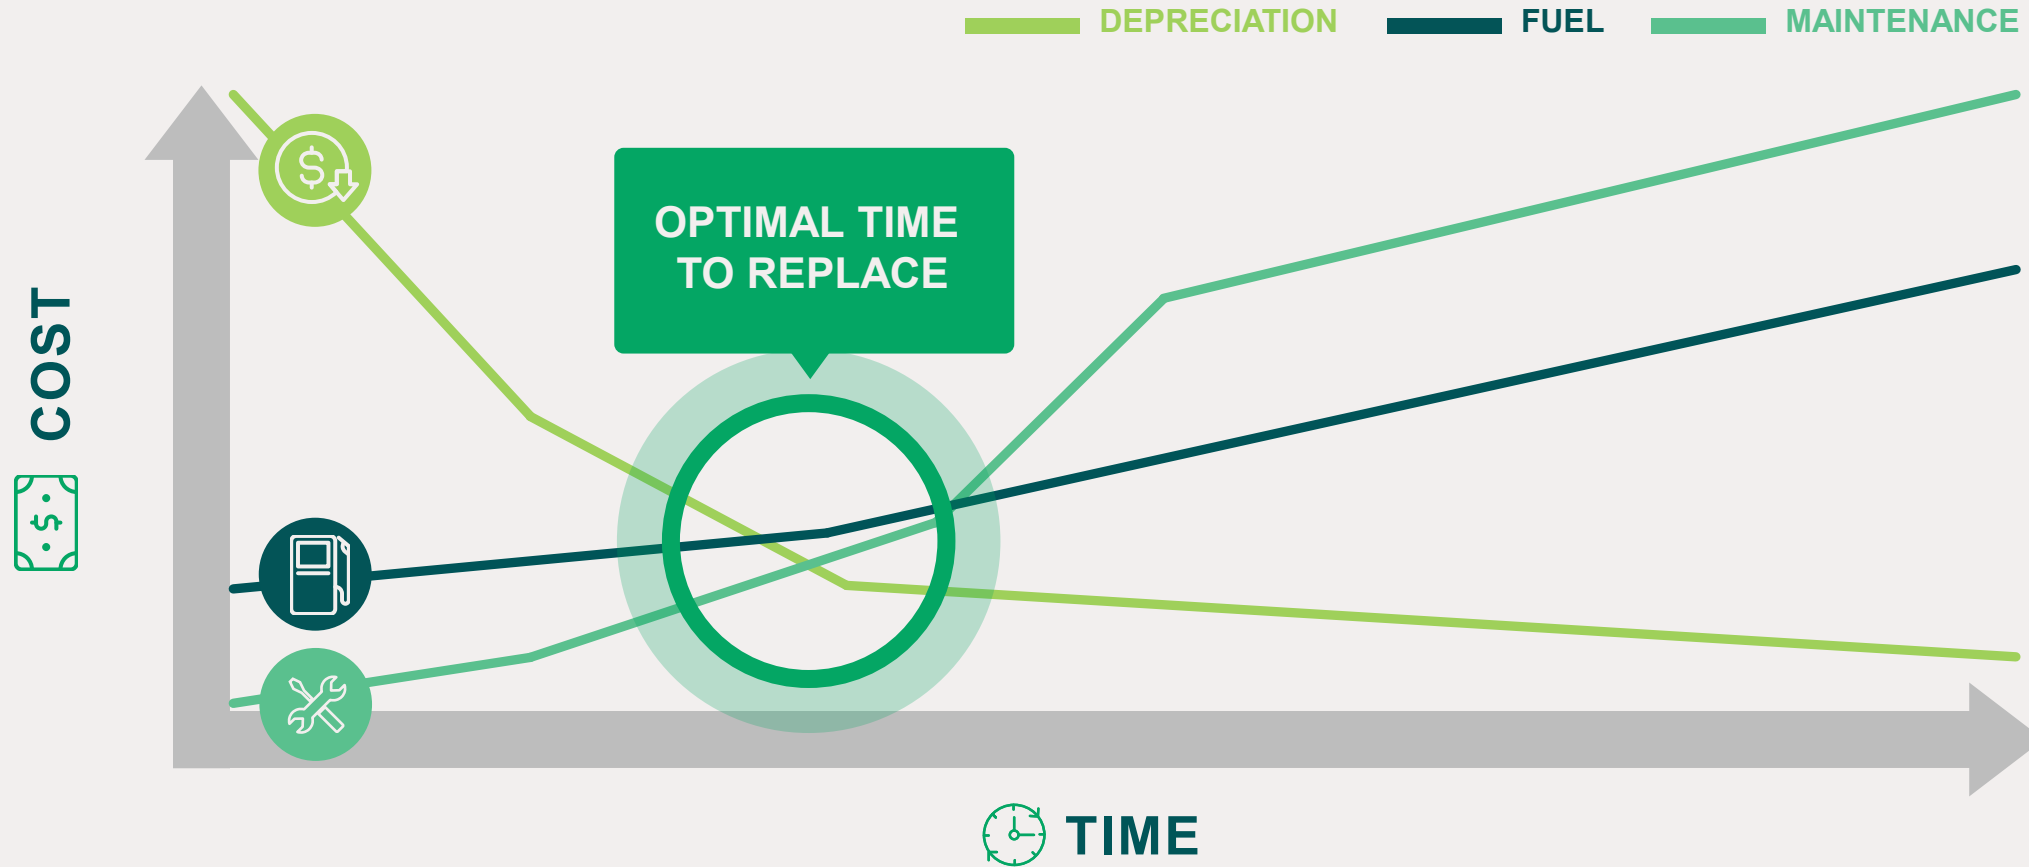 DEPRECIATION
FUEL
MAINTENANCE
OPTIMAL TIME
TO REPLACE
COST
TIME